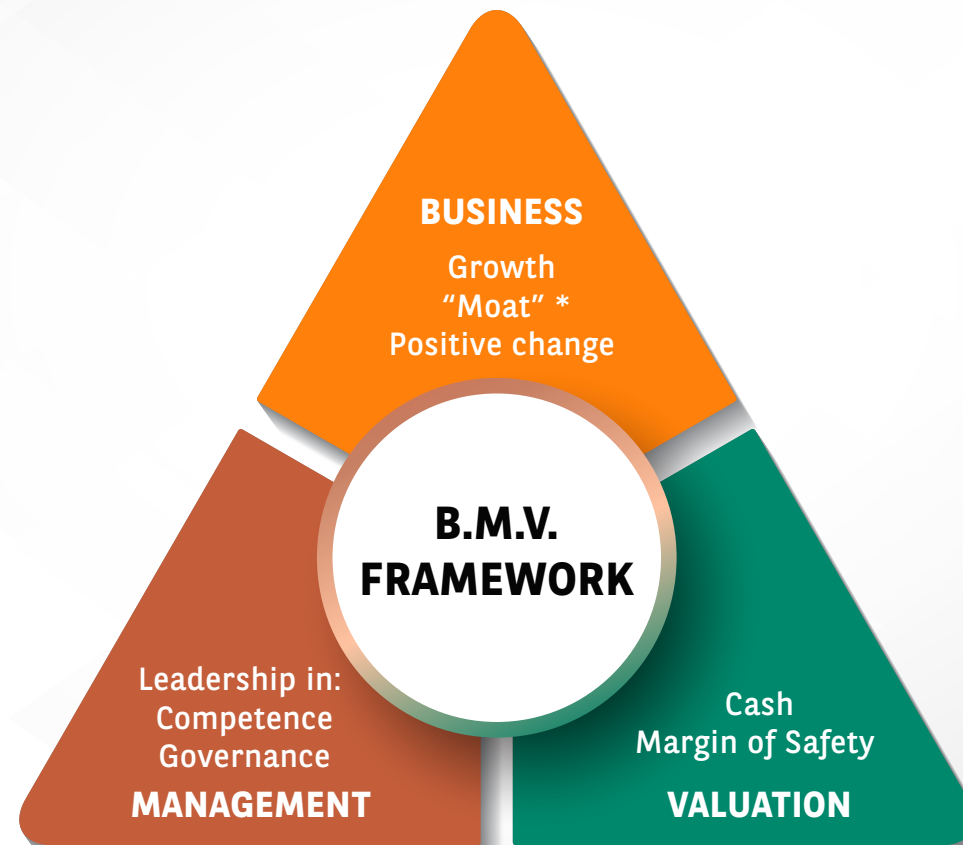 BUSINESS
Growth
“Moat” *
Positive change
B.M.V.
FRAMEWORK
Leadership in:
Competence
Governance
MANAGEMENT
Cash
Margin of Safety
VALUATION